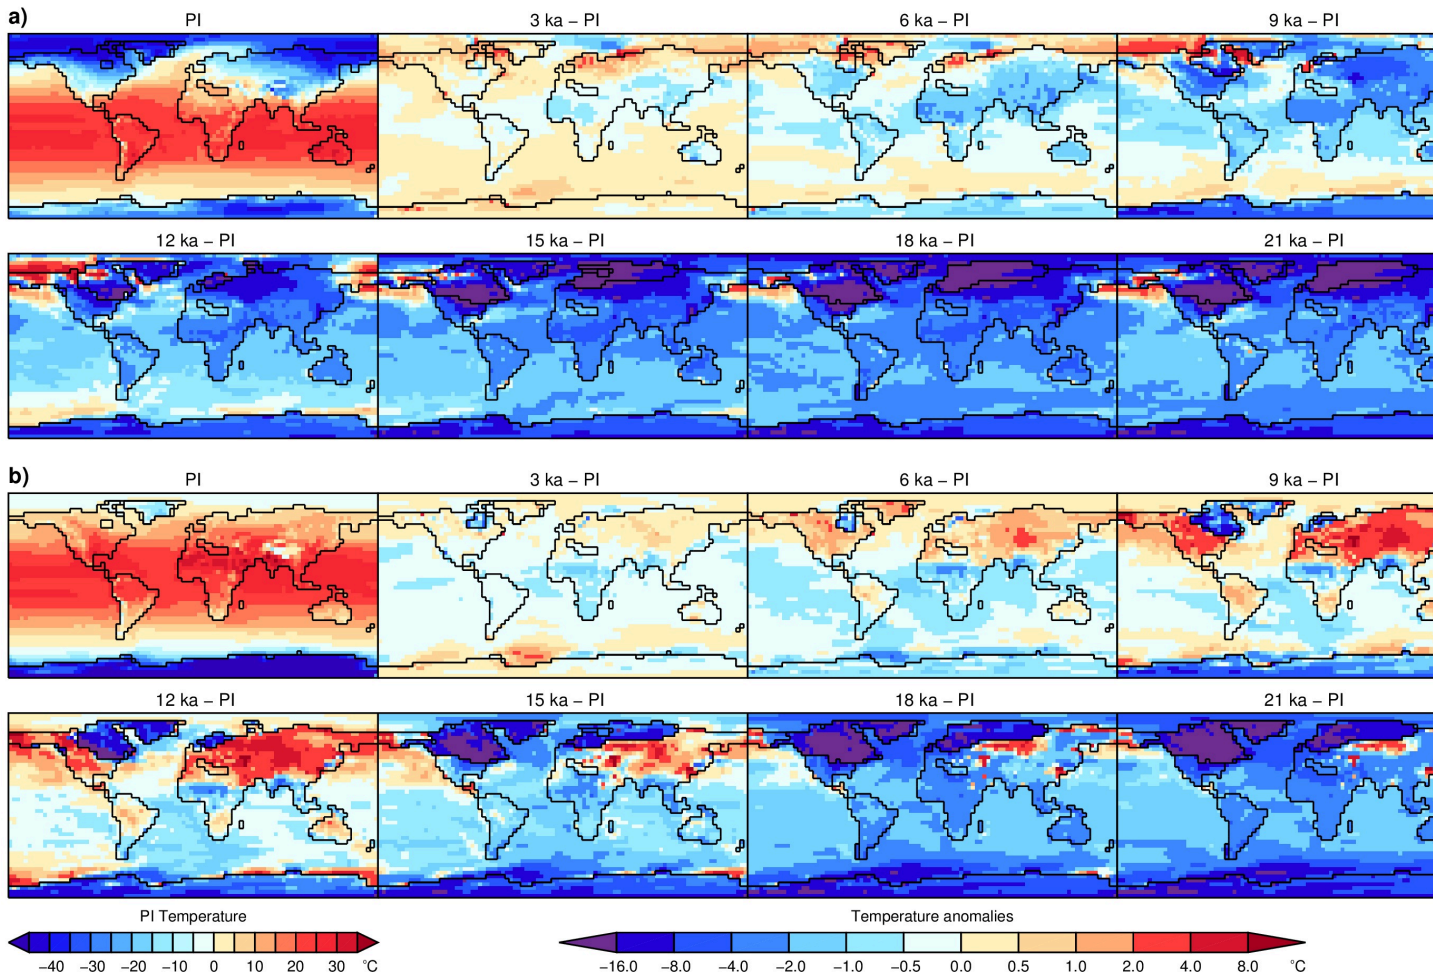 a)
PI
3 ka – PI
6 ka – PI
9 ka – PI
12 ka – PI
15 ka – PI
18 ka – PI
21 ka – PI
b)
PI
3 ka – PI
6 ka – PI
9 ka – PI
12 ka – PI
15 ka – PI
18 ka – PI
21 ka – PI
PI Temperature
Temperature anomalies
−40 −30 −20 −10 0 10 20 30 °C
−16.0 −8.0 −4.0 −2.0 −1.0 −0.5 0.0 0.5 1.0 2.0 4.0 8.0 °C